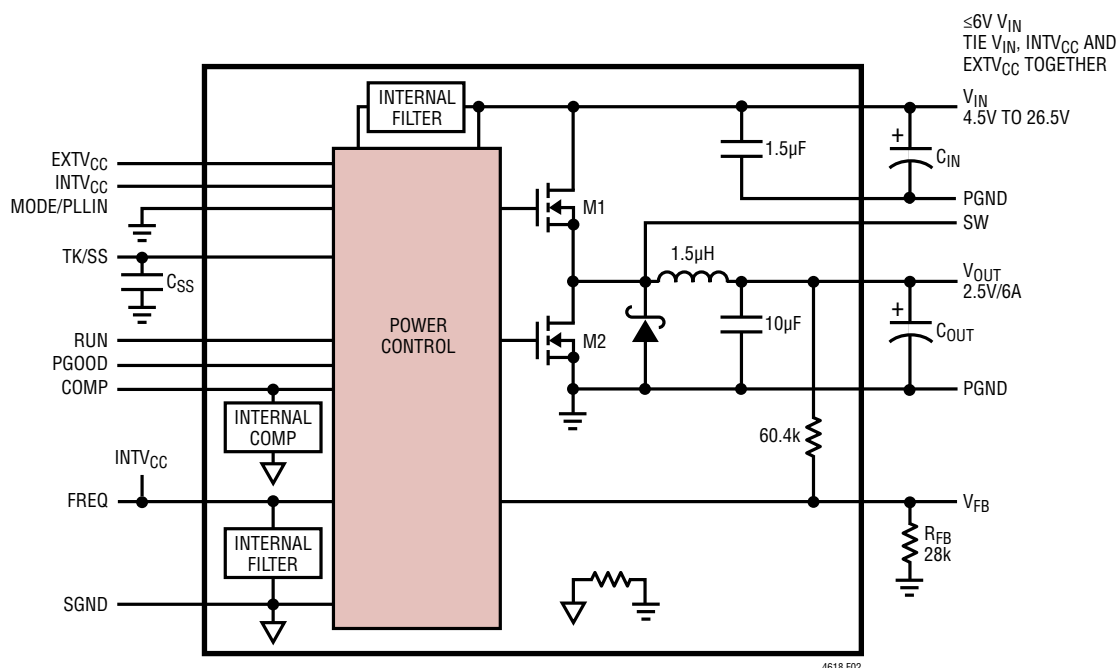 ≤6V VIN
TIE VIN, INTVCC AND
EXTVCC TOGETHER
INTERNAL
FILTER
VIN
4.5V TO 26.5V
+
CIN
1.5µF
PGND
SW
EXTVCC
INTVCC
MODE/PLLIN
TK/SS
CSS
RUN
PGOOD
COMP
INTERNAL
COMP
INTVCC
FREQ
INTERNAL
FILTER
SGND
POWER
CONTROL
M1
M2
1.5µH
10µF
VOUT
2.5V/6A
+
COUT
PGND
60.4k
VFB
RFB
28k
4618 F02